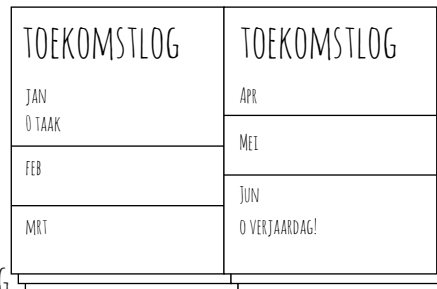 TOEKOMSTLOG
JAN
O TAAK
FEB
MRT
TOEKOMSTLOG
APR
MEI
JUN
O VERJAARDAG!